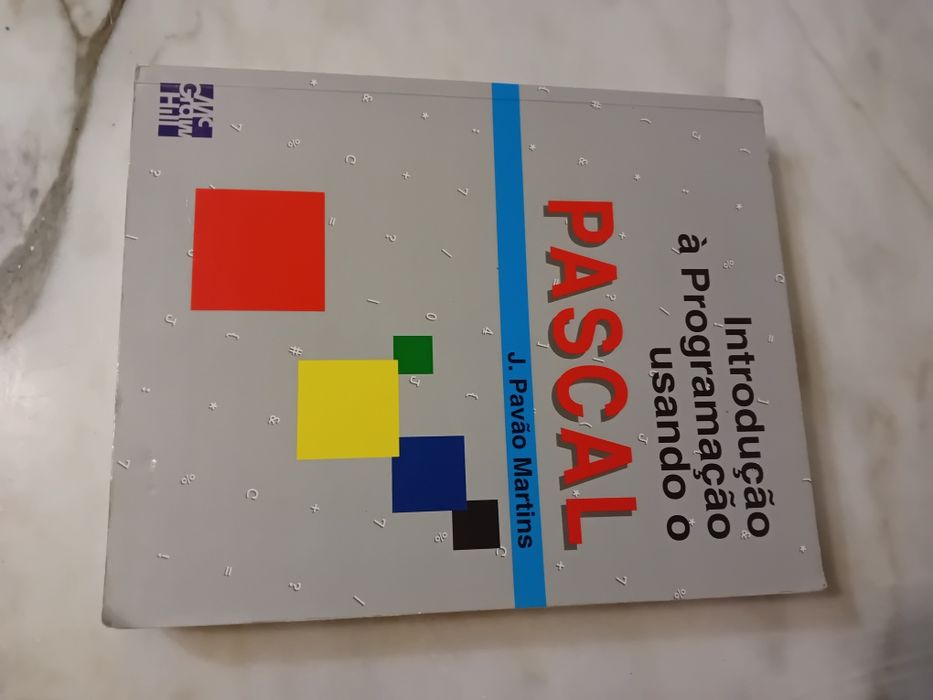 Introdução
à Programação
usando o
PASCAL
J. Pavão Martins
Mc
Graw
Hill